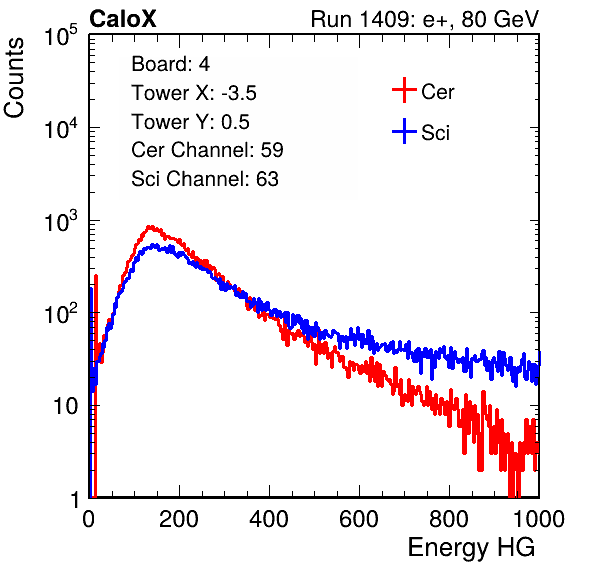 CaloX Run 1409: e+, 80 GeV
Counts
10^5
10^4
10^3
10^2
10
1
Board: 4
Tower X: -3.5
Tower Y: 0.5
Cer Channel: 59
Sci Channel: 63
Cer
Sci
0 200 400 600 800 1000
Energy HG